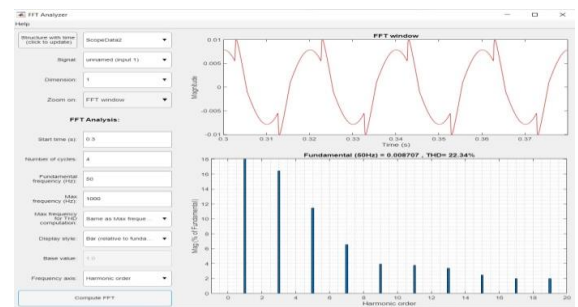 FFT Analyzer
Help
Structure with time
(click to update)
ScopeData2
Signal:
unnamed (input 1)
Dimension:
1
Zoom on:
FFT window
FFT Analysis:
Start time (s):
0.3
Number of cycles:
4
Fundamental
frequency (Hz):
50
Max
frequency (Hz):
1000
Max frequency
for THD
computation:
Same as Max freque...
Display style:
Bar (relative to funda...
Base value:
1.0
Frequency axis:
Harmonic order
Compute FFT
FFT window
0.01
0.005
0
-0.005
-0.01
Magnitude
0.3 0.31 0.32 0.33 0.34 0.35 0.36 0.37
Time (s)
Fundamental (50Hz) = 0.008707 , THD= 22.34%
18
16
14
12
10
8
6
4
2
0
Mag (% of Fundamental)
0 2 4 6 8 10 12 14 16 18 20
Harmonic order